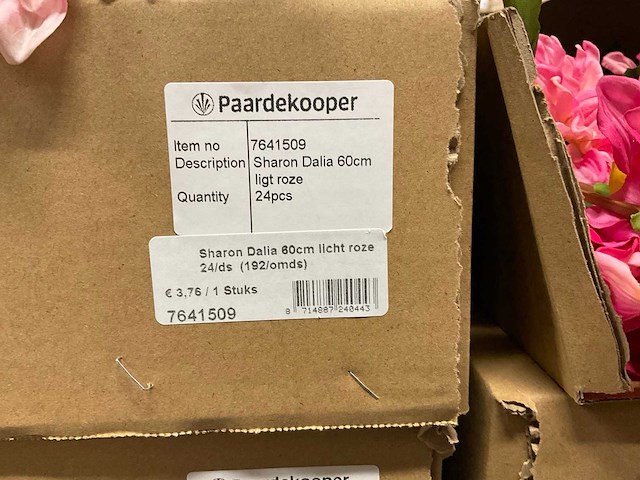 Paardekooper
Item no 7641509
Description Sharon Dalia 60cm
ligt roze
Quantity 24pcs
Sharon Dalia 60cm licht roze
24/ds (192/omds)
€ 3,76 / 1 Stuks
8 714887 240443
7641509
Paardekooper